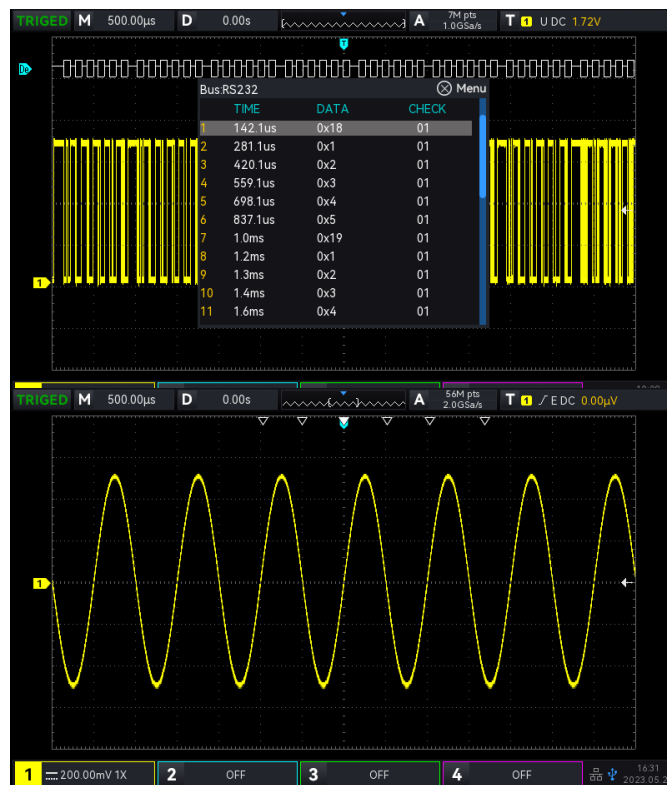 TRIGED M 500.00μs D 0.00s A 7M pts 1.0GSa/s T 1 U DC 1.72V
T
De
Bus:RS232 Menu
TIME DATA CHECK
1 142.1us 0x18 01
2 281.1us 0x1 01
3 420.1us 0x2 01
4 559.1us 0x3 01
5 698.1us 0x4 01
6 837.1us 0x5 01
7 1.0ms 0x19 01
8 1.2ms 0x1 01
9 1.3ms 0x2 01
10 1.4ms 0x3 01
11 1.6ms 0x4 01
1
TRIGED M 500.00μs D 0.00s A 56M pts 2.0GSa/s T 1 E DC 0.00μV
1
1 200.00mV 1X 2 OFF 3 OFF 4 OFF 16:31
2023.05.2